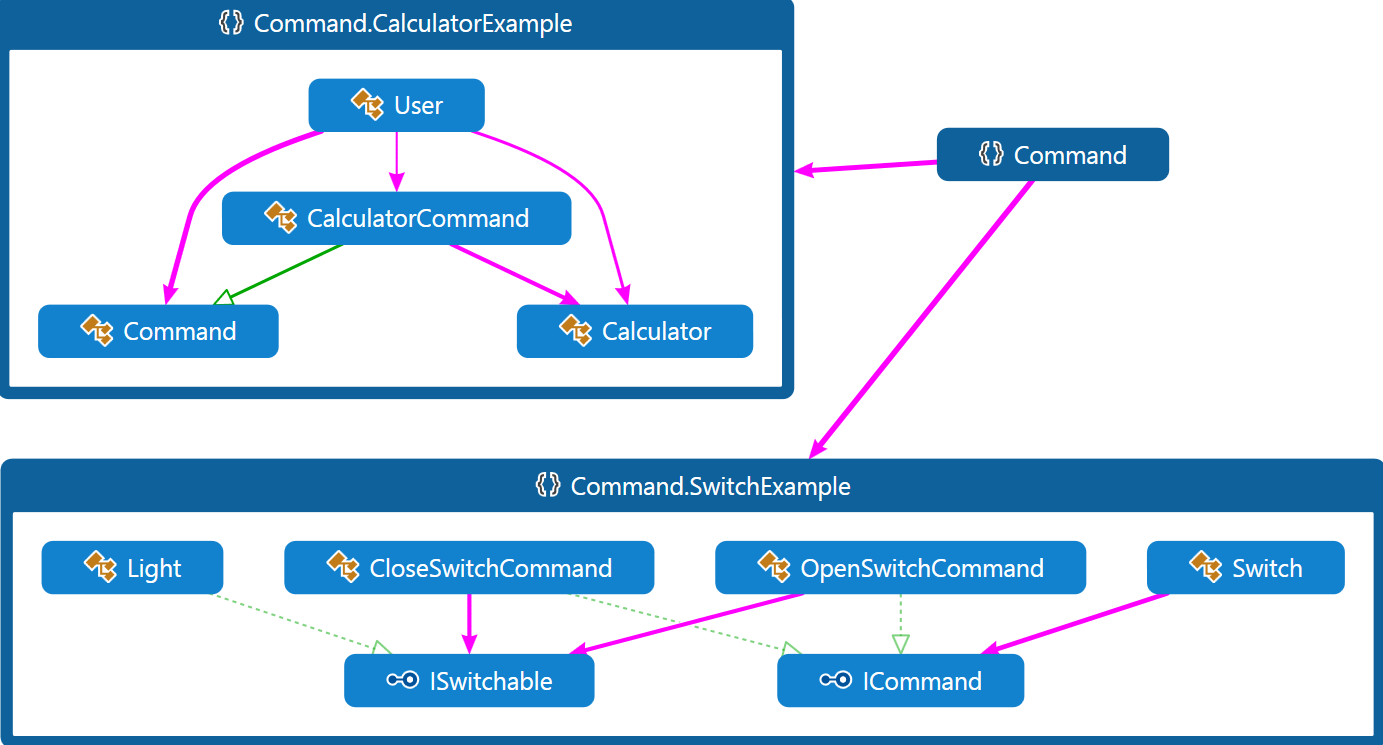 Command.CalculatorExample
User
Command
CalculatorCommand
Command
Calculator
Command.SwitchExample
Light
CloseSwitchCommand
OpenSwitchCommand
Switch
ISwitchable
ICommand